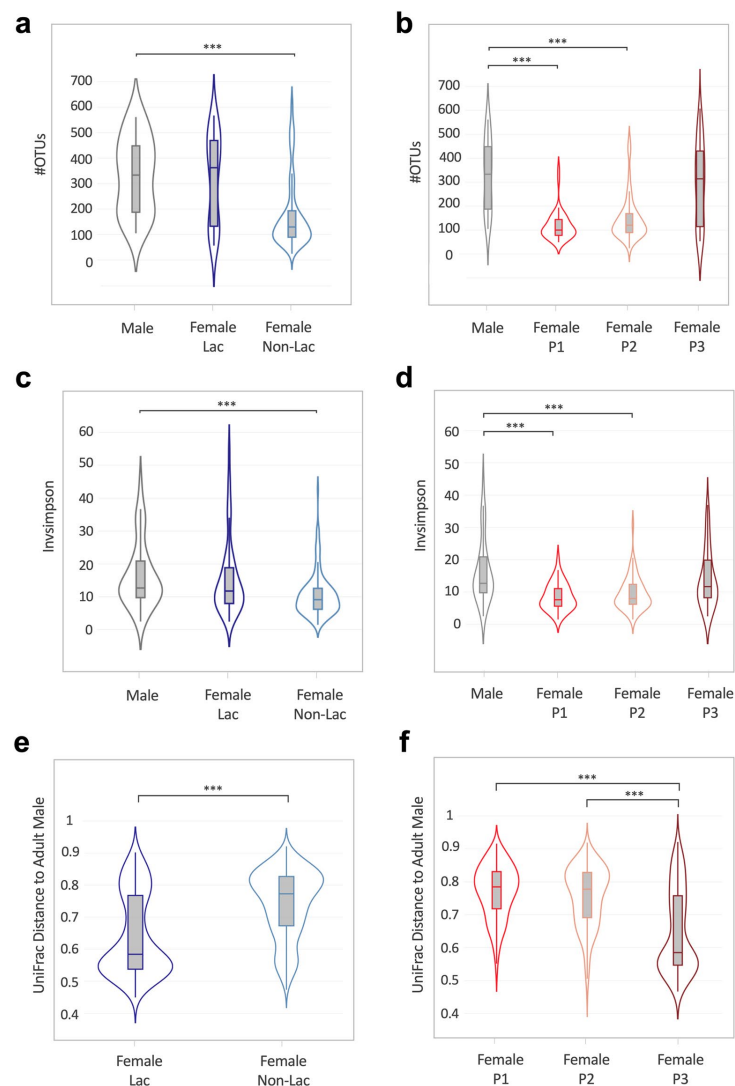 a
***
700
600
500
400
300
200
100
0
#OTUs
Male
Female
Lac
Female
Non-Lac
b
***
***
700
600
500
400
300
200
100
0
#OTUs
Male
Female
P1
Female
P2
Female
P3
c
***
60
50
40
30
20
10
0
Invsimpson
Male
Female
Lac
Female
Non-Lac
d
***
***
60
50
40
30
20
10
0
Invsimpson
Male
Female
P1
Female
P2
Female
P3
e
***
1
0.9
0.8
0.7
0.6
0.5
0.4
UniFrac Distance to Adult Male
Female
Lac
Female
Non-Lac
f
***
***
1
0.9
0.8
0.7
0.6
0.5
0.4
UniFrac Distance to Adult Male
Female
P1
Female
P2
Female
P3